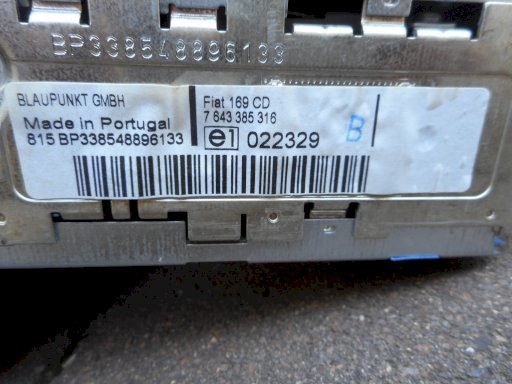 BP338548896133
BLAUPUNKT GMBH
Fiat 169 CD
Made in Portugal
7 643 385 316
815 BP338548896133
e1 022329
B